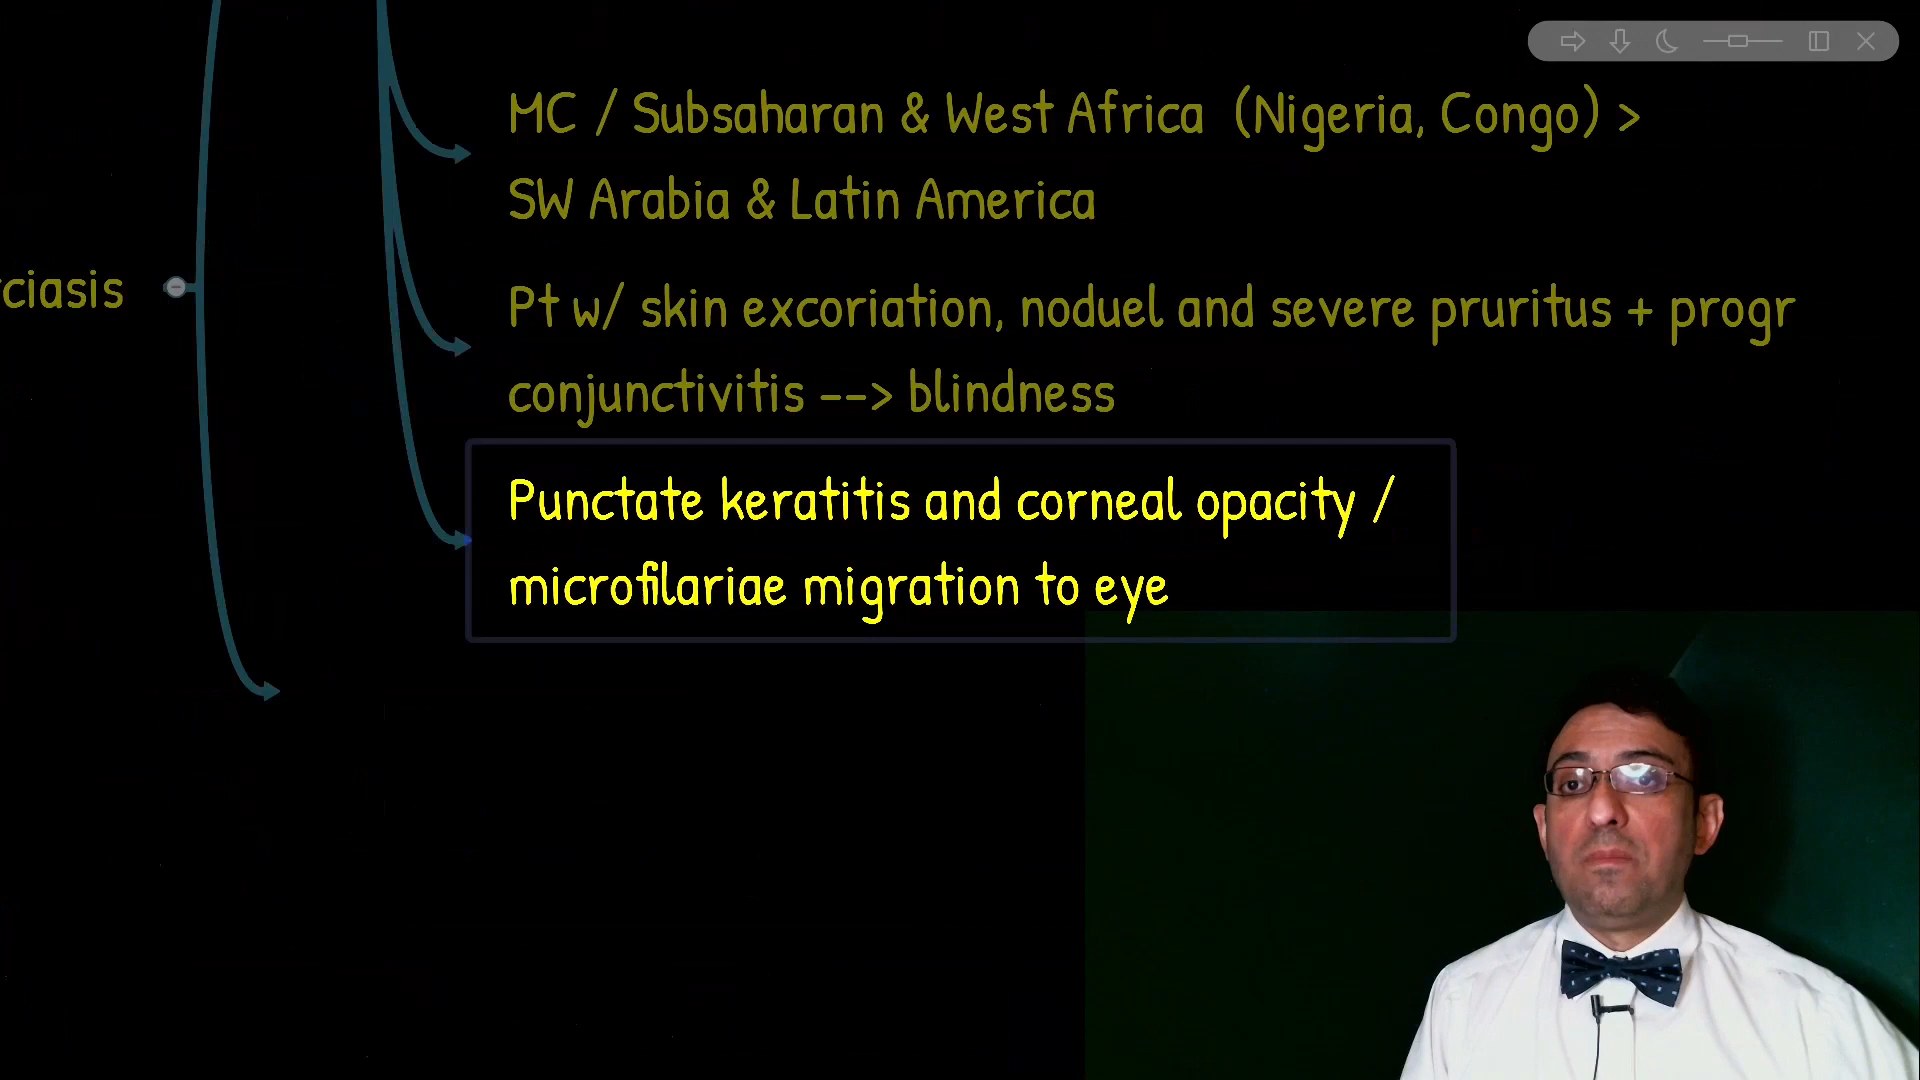 MC / Subsaharan & West Africa (Nigeria, Congo) >
SW Arabia & Latin America
rciasis
Pt w/ skin excoriation, noduel and severe pruritus + progr
conjunctivitis --> blindness
Punctate keratitis and corneal opacity /
microfilariae migration to eye